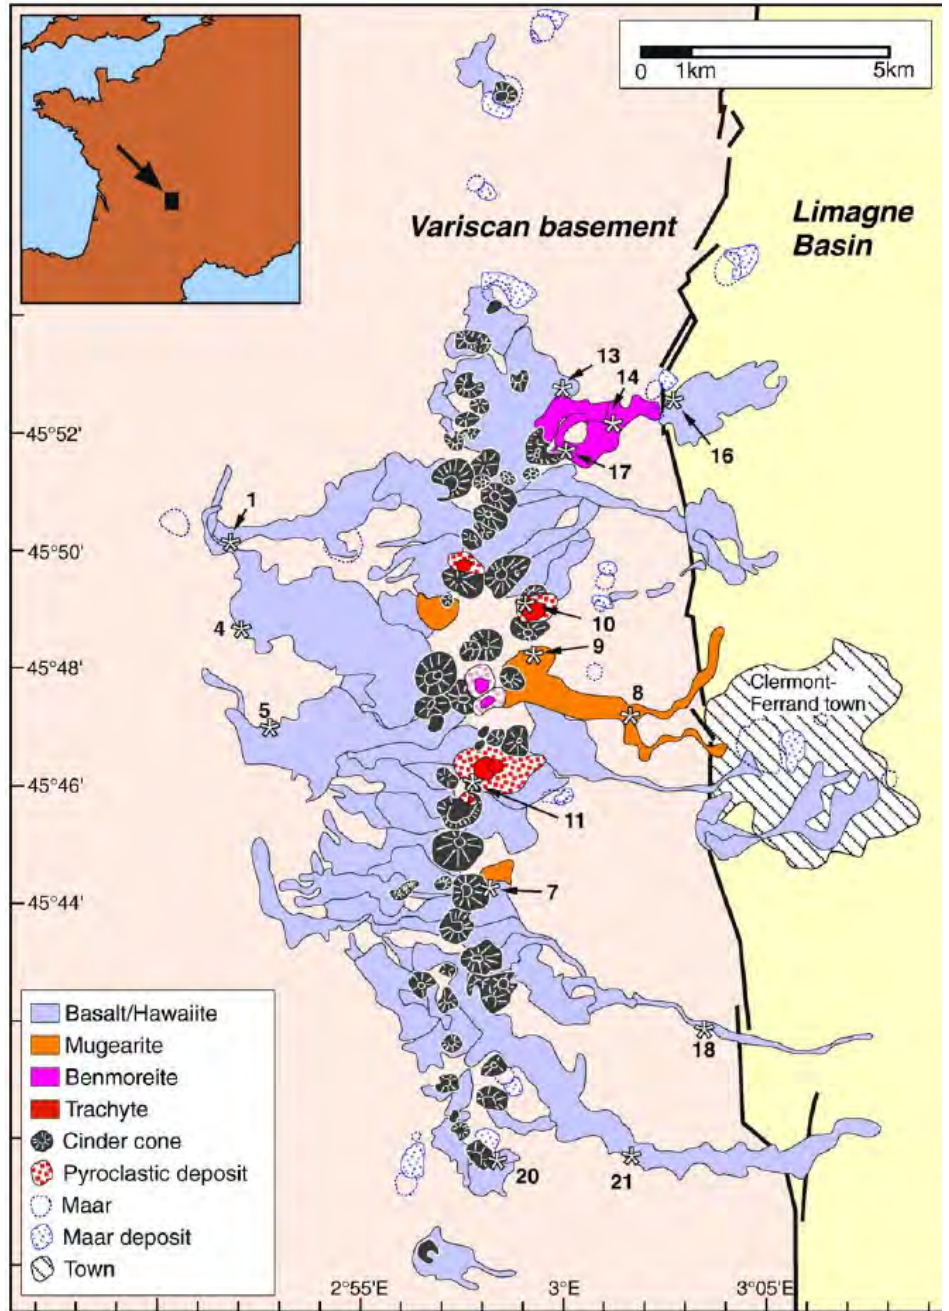 0 1km 5km
Variscan basement
Limagne
Basin
13
14
45°52'
16
17
1
45°50'
10
4
9
45°48'
8
Clermont-
Ferrand town
5
45°46'
11
7
45°44'
18
20
21
Basalt/Hawaiite
Mugearite
Benmoreite
Trachyte
Cinder cone
Pyroclastic deposit
Maar
Maar deposit
Town
2°55'E 3°E 3°05'E